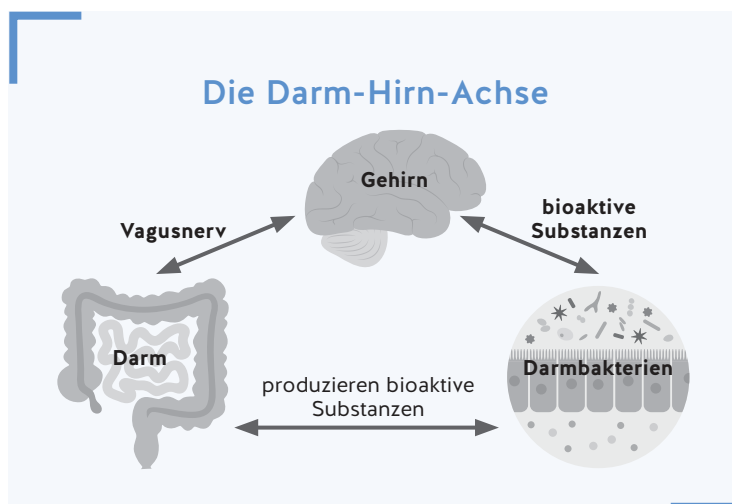 Die Darm-Hirn-Achse
Gehirn
Vagusnerv
bioaktive
Substanzen
Darm
Darmbakterien
produzieren bioaktive
Substanzen